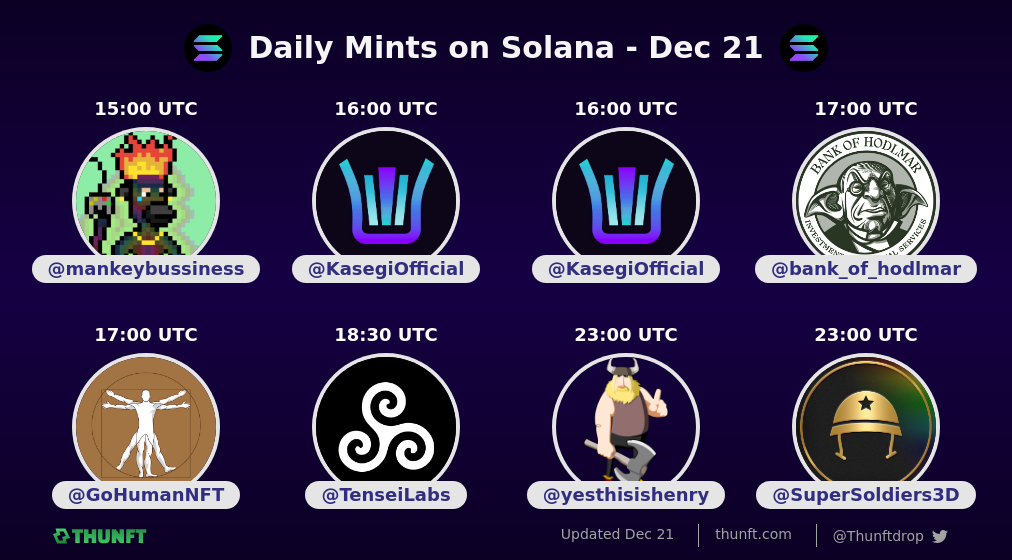 Daily Mints on Solana - Dec 21
15:00 UTC
16:00 UTC
16:00 UTC
17:00 UTC
BANK OF HODLMAR
@mankeybussiness
@KasegiOfficial
@KasegiOfficial
@bank_of_hodlmar
17:00 UTC
18:30 UTC
23:00 UTC
23:00 UTC
@GoHumanNFT
@TenseiLabs
@yesthisishenry
@SuperSoldiers3D
THUNFT
Updated Dec 21
thunft.com
@Thunftdrop